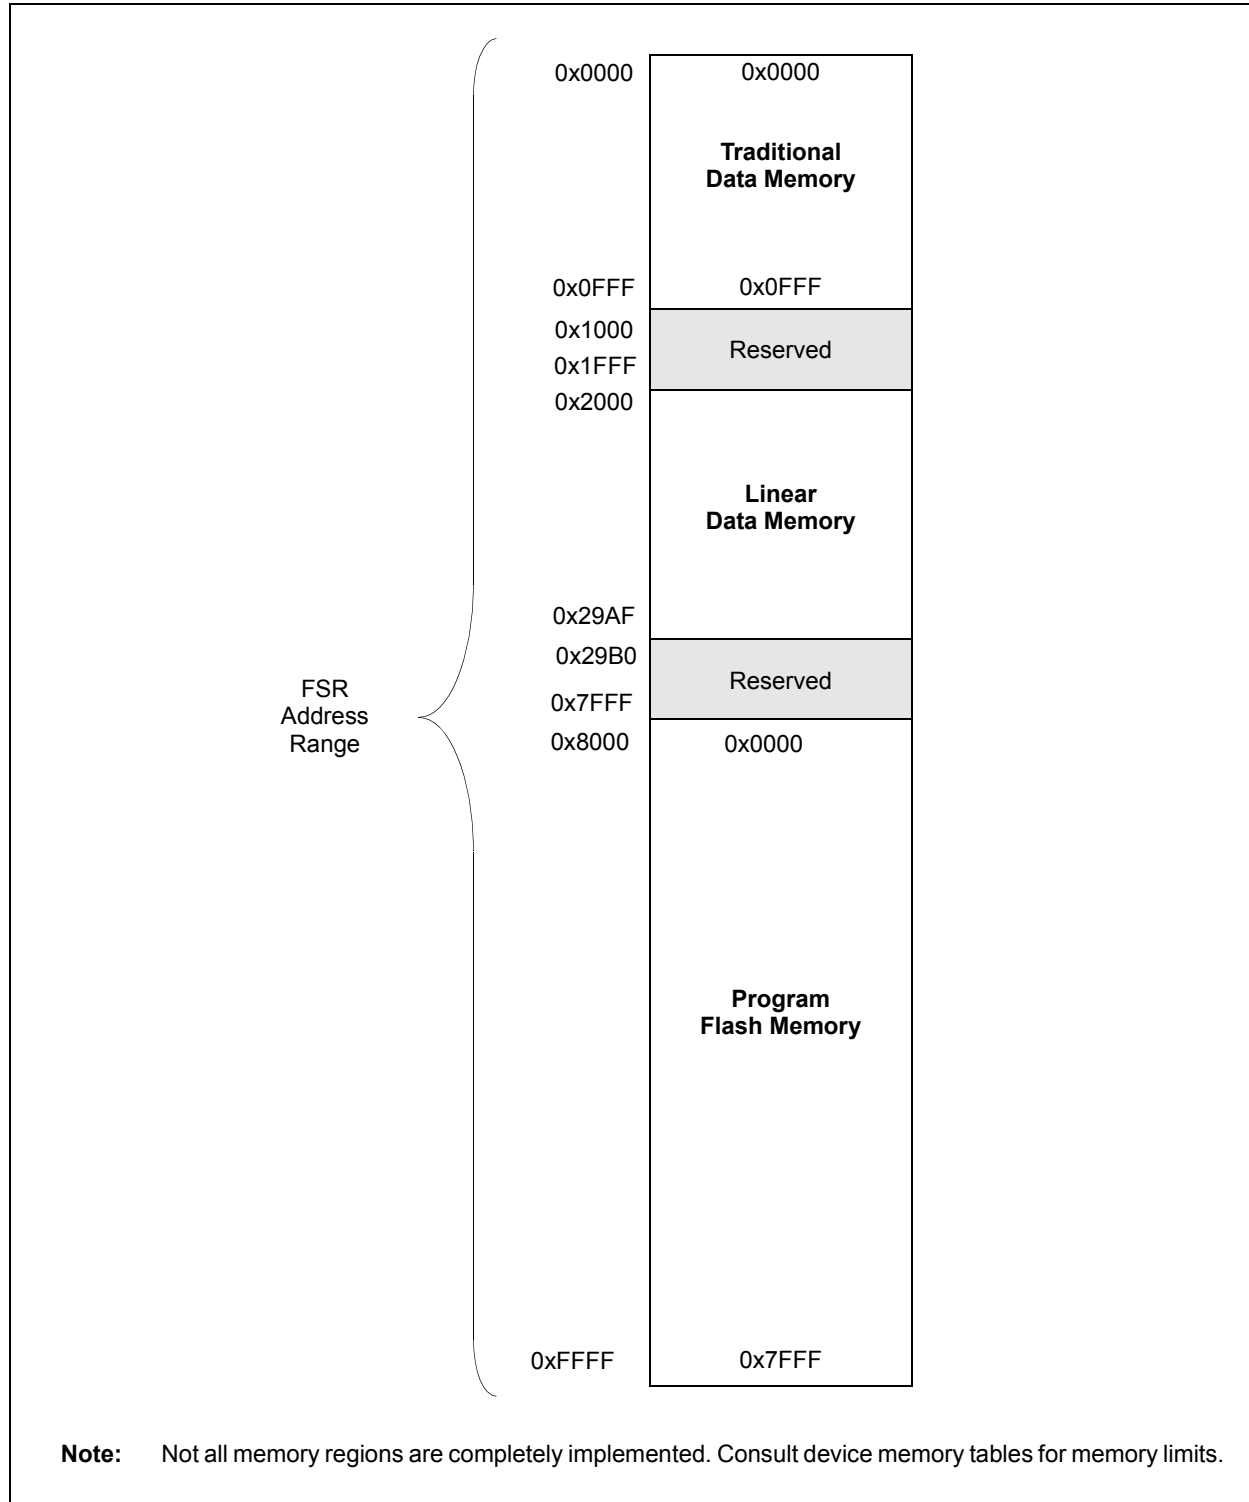 0x0000 0x0000
Traditional
Data Memory
0x0FFF 0x0FFF
0x1000
Reserved
0x1FFF
0x2000
Linear
Data Memory
0x29AF
0x29B0
Reserved
0x7FFF
FSR
Address
Range
0x8000 0x0000
Program
Flash Memory
0xFFFF 0x7FFF
Note: Not all memory regions are completely implemented. Consult device memory tables for memory limits.